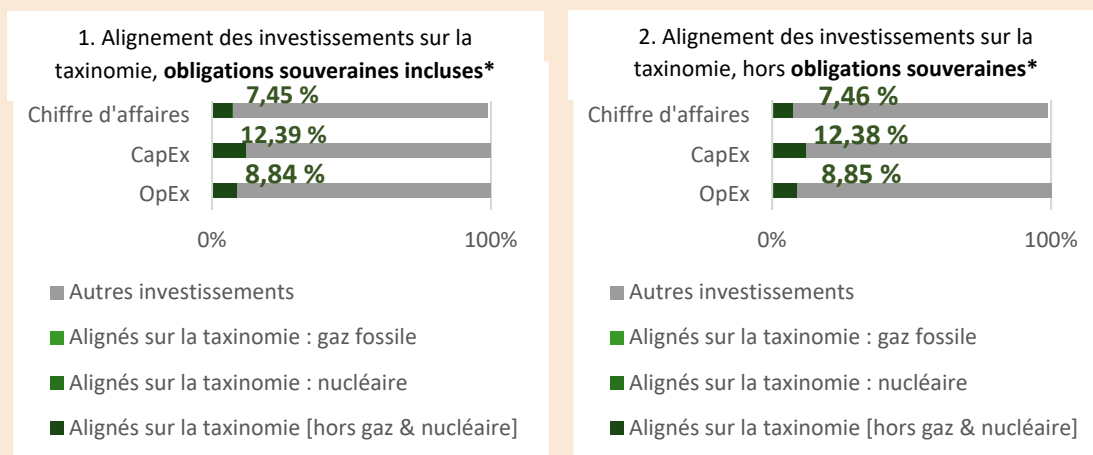 1. Alignement des investissements sur la
taxinomie, obligations souveraines incluses*
7,45 %
Chiffre d'affaires
12,39 %
CapEx
8,84 %
OpEx
0% 100%
Autres investissements
Alignés sur la taxinomie : gaz fossile
Alignés sur la taxinomie : nucléaire
Alignés sur la taxinomie [hors gaz & nucléaire]
2. Alignement des investissements sur la
taxinomie, hors obligations souveraines*
7,46 %
Chiffre d'affaires
12,38 %
CapEx
8,85 %
OpEx
0% 100%
Autres investissements
Alignés sur la taxinomie : gaz fossile
Alignés sur la taxinomie : nucléaire
Alignés sur la taxinomie [hors gaz & nucléaire]